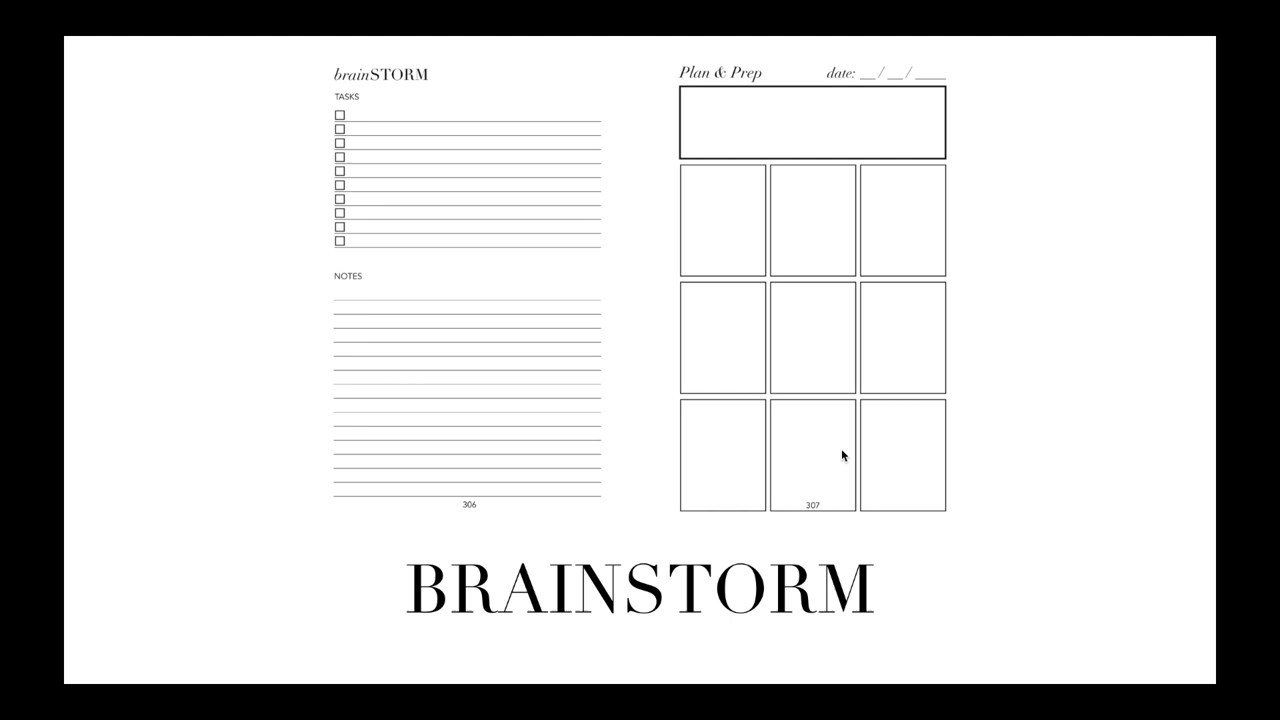 brainSTORM
TASKS
NOTES
306
Plan & Prep date: __ / __ / ____
307
BRAINSTORM